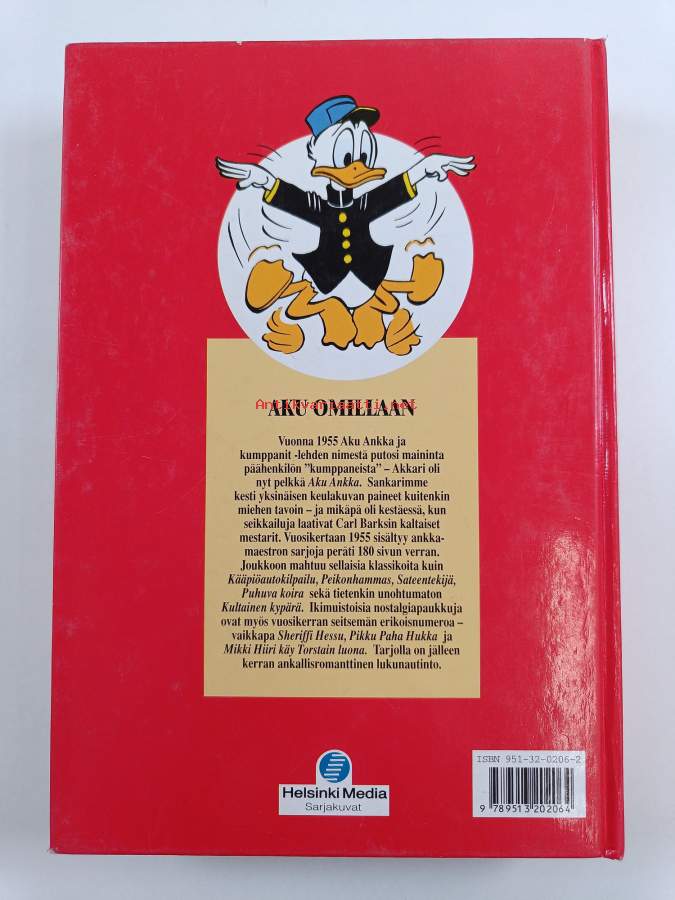 AKU OMILLAAN
Antikvariaatti.net
Vuonna 1955 Aku Ankka ja
kumppanit -lehden nimestä putosi maininta
päähenkilön "kumppaneista" – Akkari oli
nyt pelkkä Aku Ankka. Sankarimme
kesti yksinäisen keulakuvan paineet kuitenkin
miehen tavoin – ja mikäpä oli kestäessä, kun
seikkailuja laativat Carl Barksin kaltaiset
mestarit. Vuosikertaan 1955 sisältyy ankka-
maestron sarjoja peräti 180 sivun verran.
Joukkoon mahtuu sellaisia klassikoita kuin
Kääpiöautokilpailu, Peikonhammas, Sateentekijä,
Puhuva koira sekä tietenkin unohtumaton
Kultainen kypärä. Ikimuistoisia nostalgiapaukkuja
ovat myös vuosikerran seitsemän erikoisnumeroa –
vaikkapa Sheriffi Hessu, Pikku Paha Hukka ja
Mikki Hiiri käy Torstain luona. Tarjolla on jälleen
kerran ankallisromanttinen lukunautinto.
ISBN 951-32-0206-2
9 789513 202064
Helsinki Media
Sarjakuvat